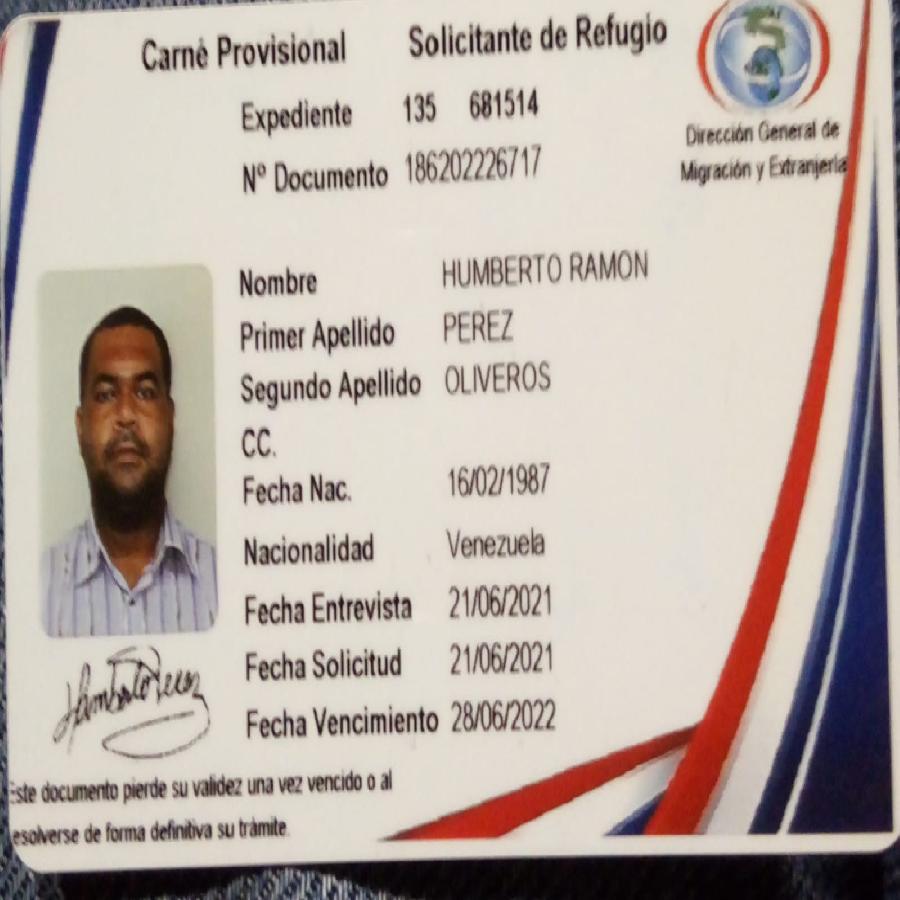 Carné Provisional Solicitante de Refugio
Expediente 135 681514
Nº Documento 186202226717
Dirección General de
Migración y Extranjería
Nombre HUMBERTO RAMON
Primer Apellido PEREZ
Segundo Apellido OLIVEROS
CC.
Fecha Nac. 16/02/1987
Nacionalidad Venezuela
Fecha Entrevista 21/06/2021
Fecha Solicitud 21/06/2021
Fecha Vencimiento 28/06/2022
Humberto Perez
Este documento pierde su validez una vez vencido o al
esolverse de forma definitiva su trámite.